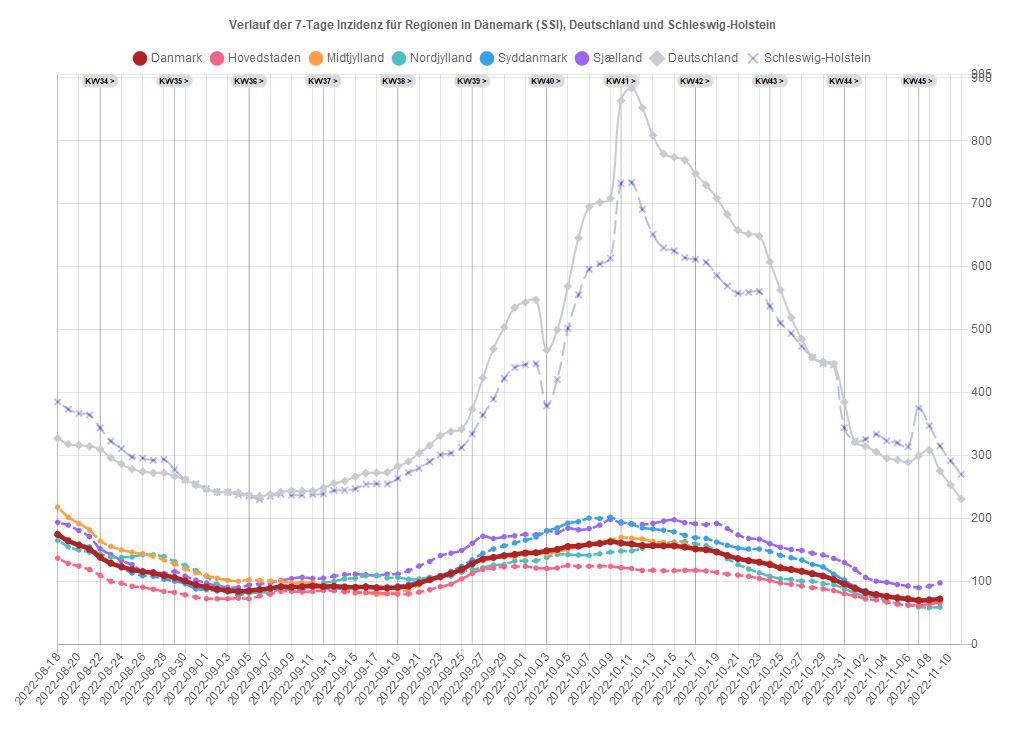 Verlauf der 7-Tage Inzidenz für Regionen in Dänemark (SSI), Deutschland und Schleswig-Holstein
Danmark Hovedstaden Midtjylland Nordjylland Syddanmark Sjælland Deutschland Schleswig-Holstein
KW34 > KW35 > KW36 > KW37 > KW38 > KW39 > KW40 > KW41 > KW42 > KW43 > KW44 > KW45 >
905
905
800
700
600
500
400
300
200
100
0
2022-08-18 2022-08-20 2022-08-22 2022-08-24 2022-08-26 2022-08-28 2022-08-30 2022-09-01 2022-09-03 2022-09-05 2022-09-07 2022-09-09 2022-09-11 2022-09-13 2022-09-15 2022-09-17 2022-09-19 2022-09-21 2022-09-23 2022-09-25 2022-09-27 2022-09-29 2022-10-01 2022-10-03 2022-10-05 2022-10-07 2022-10-09 2022-10-11 2022-10-13 2022-10-15 2022-10-17 2022-10-19 2022-10-21 2022-10-23 2022-10-25 2022-10-27 2022-10-29 2022-10-31 2022-11-02 2022-11-04 2022-11-06 2022-11-08 2022-11-10